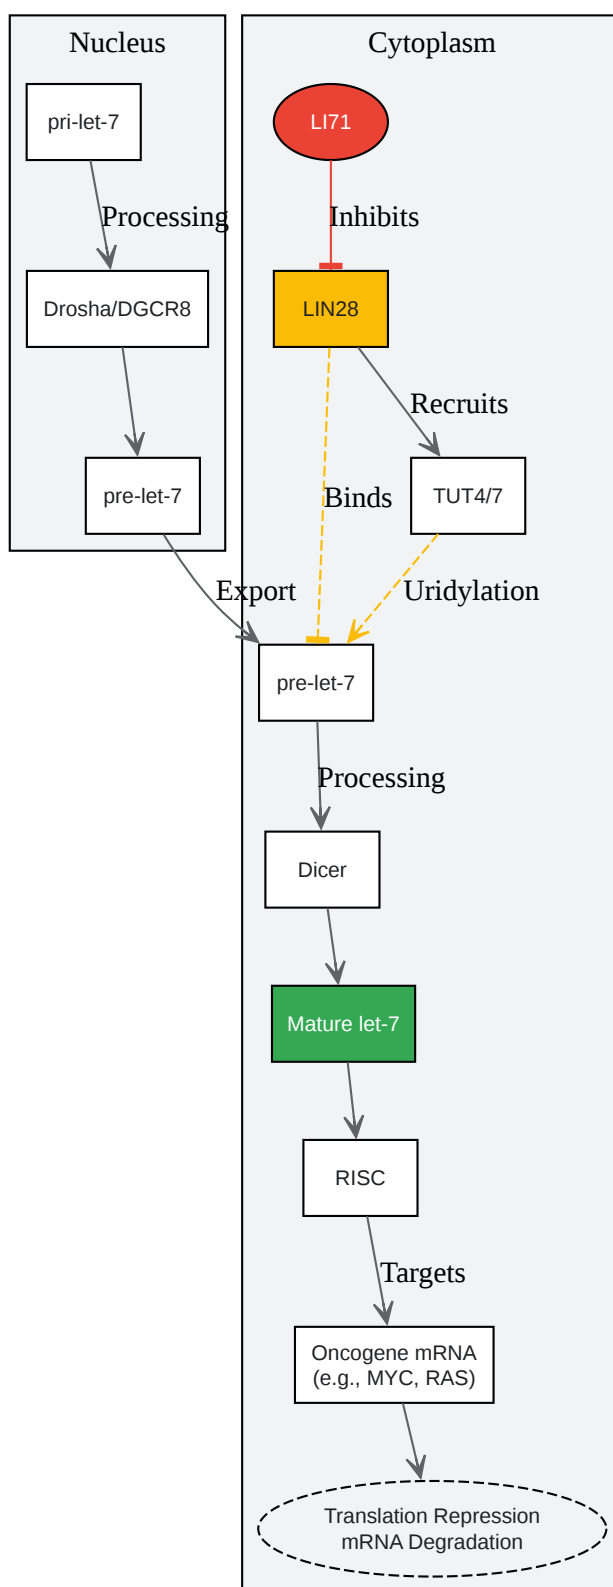 Nucleus
Cytoplasm
pri-let-7
LI71
Processing
Inhibits
Drosha/DGCR8
LIN28
Recruits
pre-let-7
Binds
TUT4/7
Export
Uridylation
pre-let-7
Processing
Dicer
Mature let-7
RISC
Targets
Oncogene mRNA
(e.g., MYC, RAS)
Translation Repression
mRNA Degradation